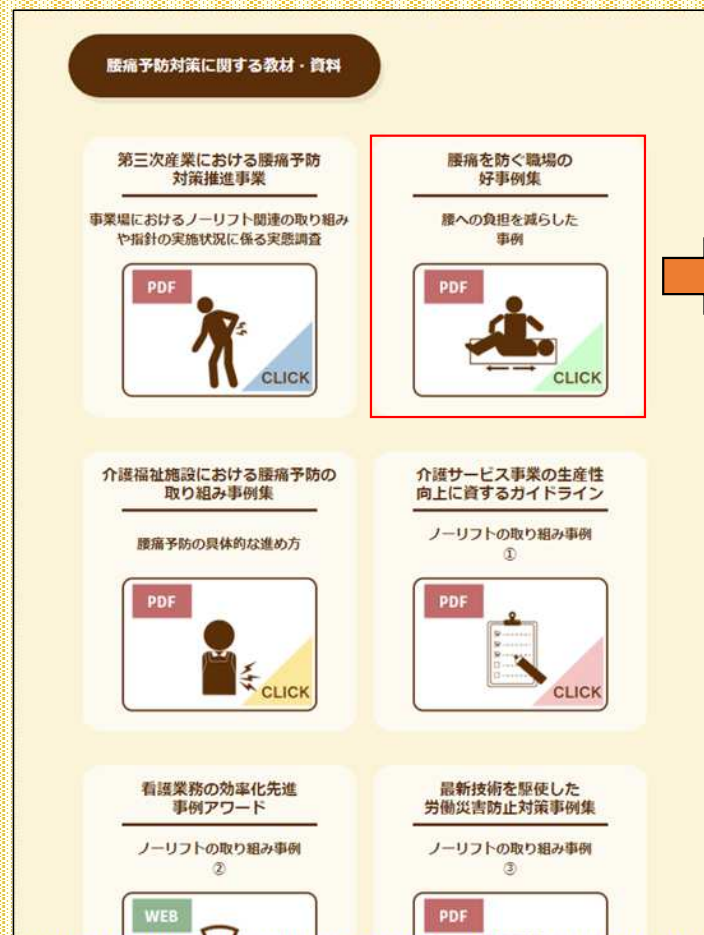 腰痛予防対策に関する教材・資料
第三次産業における腰痛予防
対策推進事業
事業場におけるノーリフト関連の取り組み
や指針の実施状況に係る実態調査
PDF
CLICK
腰痛を防ぐ職場の
好事例集
腰への負担を減らした
事例
PDF
CLICK
介護福祉施設における腰痛予防の
取り組み事例集
腰痛予防の具体的な進め方
PDF
CLICK
介護サービス事業の生産性
向上に資するガイドライン
ノーリフトの取り組み事例
①
PDF
CLICK
看護業務の効率化先進
事例アワード
ノーリフトの取り組み事例
②
WEB
最新技術を駆使した
労働災害防止対策事例集
ノーリフトの取り組み事例
③
PDF